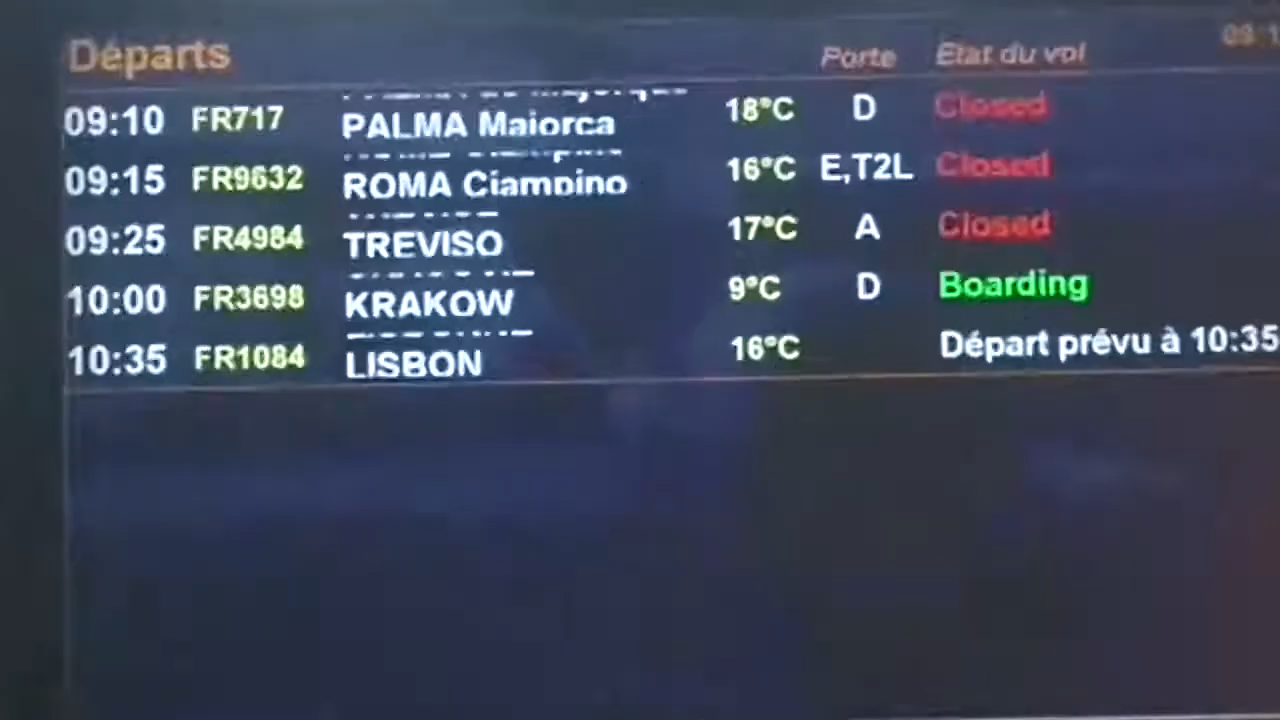 Départs Porte Etat du vol
09:10 FR717 PALMA Majorca 18°C D Closed
09:15 FR9632 ROMA Ciampino 16°C E,T2L Closed
09:25 FR4984 TREVISO 17°C A Closed
10:00 FR3698 KRAKOW 9°C D Boarding
10:35 FR1084 LISBON 16°C Départ prévu à 10:35